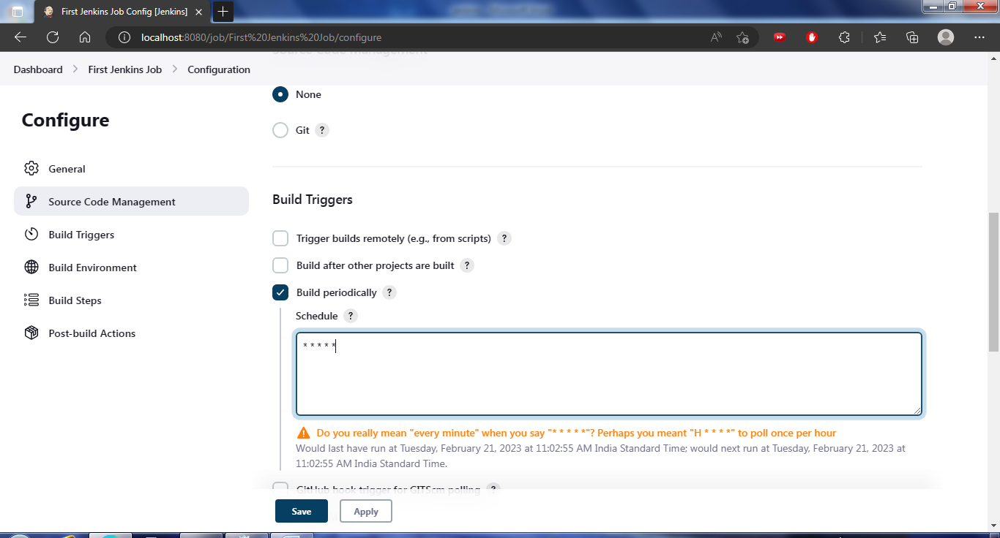 First Jenkins Job Config [Jenkins]
localhost:8080/job/First%20Jenkins%20Job/configure
Source Code Management
Dashboard > First Jenkins Job > Configuration
Configure
General
Source Code Management
Build Triggers
Build Environment
Build Steps
Post-build Actions
None
Git ?
Build Triggers
Trigger builds remotely (e.g., from scripts) ?
Build after other projects are built ?
Build periodically ?
Schedule ?
* * * * *
Do you really mean "every minute" when you say "* * * * *"? Perhaps you meant "H * * * *" to poll once per hour
Would last have run at Tuesday, February 21, 2023 at 11:02:55 AM India Standard Time; would next run at Tuesday, February 21, 2023 at
11:02:55 AM India Standard Time.
GitHub hook trigger for GITScm polling ?
Save
Apply